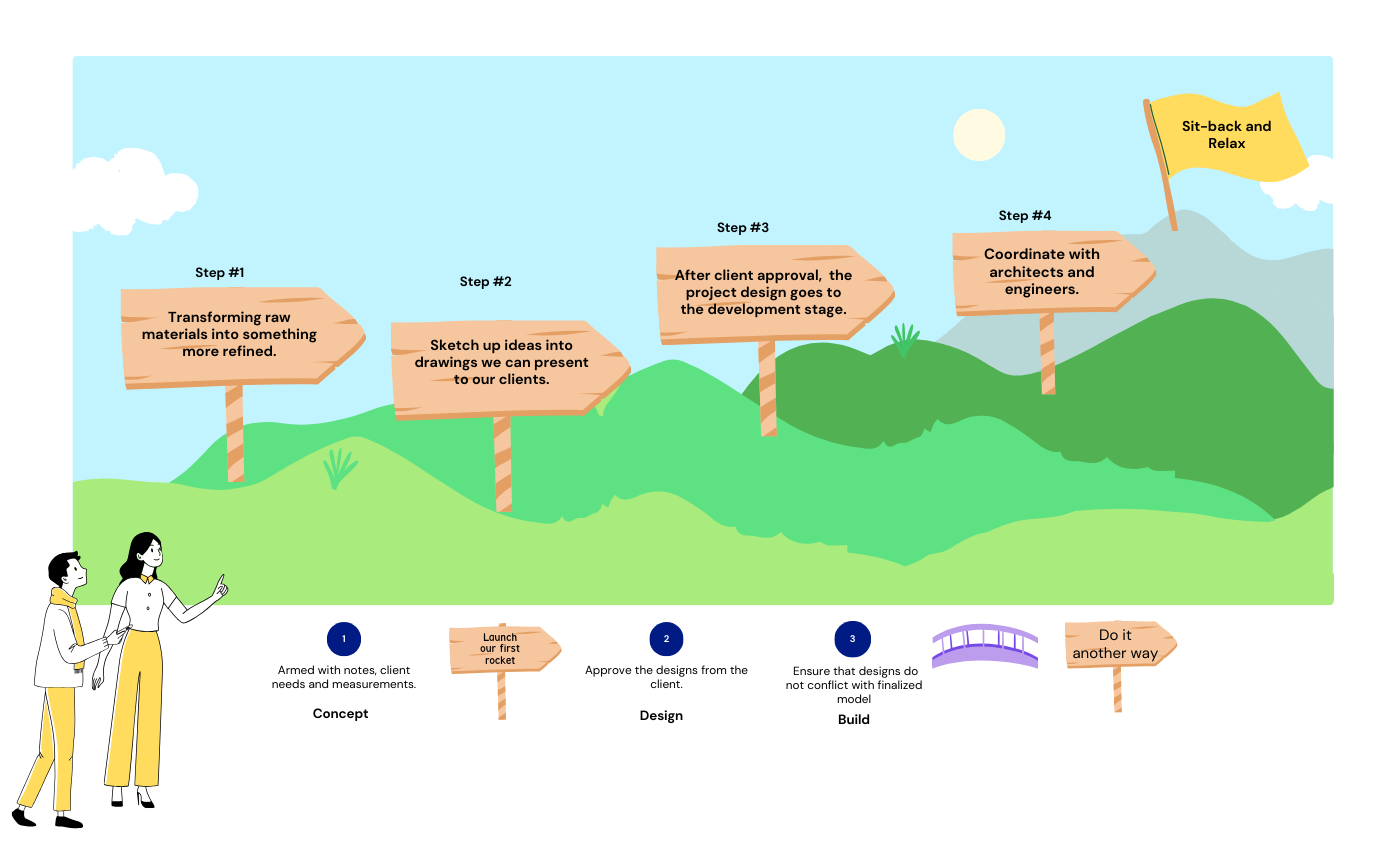 Sit-back and
Relax
Step #1
Transforming raw
materials into something
more refined.
Step #2
Sketch up ideas into
drawings we can present
to our clients.
Step #3
After client approval,  the
project design goes to
the development stage.
Step #4
Coordinate with
architects and
engineers.
1
Armed with notes, client
needs and measurements.
Concept
Launch
our first
rocket
2
Approve the designs from the
client.
Design
3
Ensure that designs do
not conflict with finalized
model
Build
Do it
another way